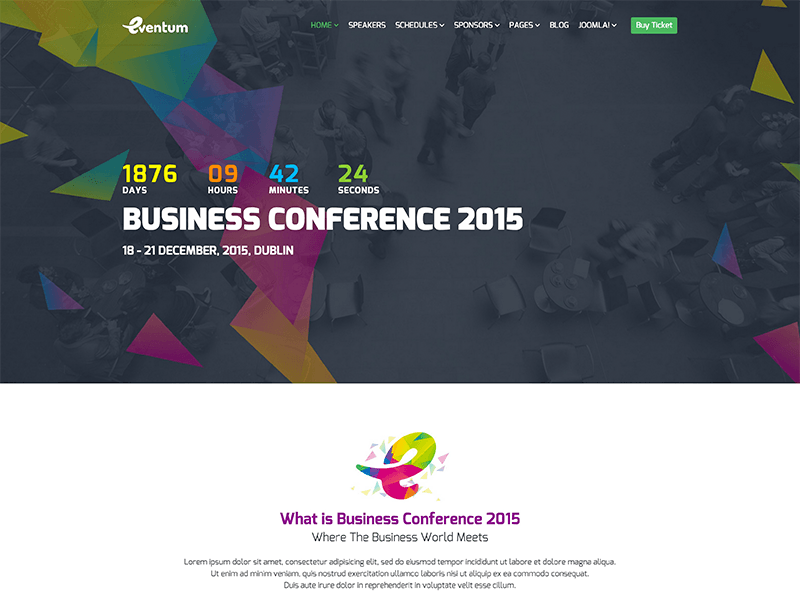 eventum
HOME SPEAKERS SCHEDULES SPONSORS PAGES BLOG JOOMLA! Buy Ticket
1876 09 42 24
DAYS HOURS MINUTES SECONDS
BUSINESS CONFERENCE 2015
18 - 21 DECEMBER, 2015, DUBLIN
e
What is Business Conference 2015
Where The Business World Meets
Lorem ipsum dolor sit amet, consectetur adipisicing elit, sed do eiusmod tempor incididunt ut labore et dolore magna aliqua.
Ut enim ad minim veniam, quis nostrud exercitation ullamco laboris nisi ut aliquip ex ea commodo consequat.
Duis aute irure dolor in reprehenderit in voluptate velit esse cillum.